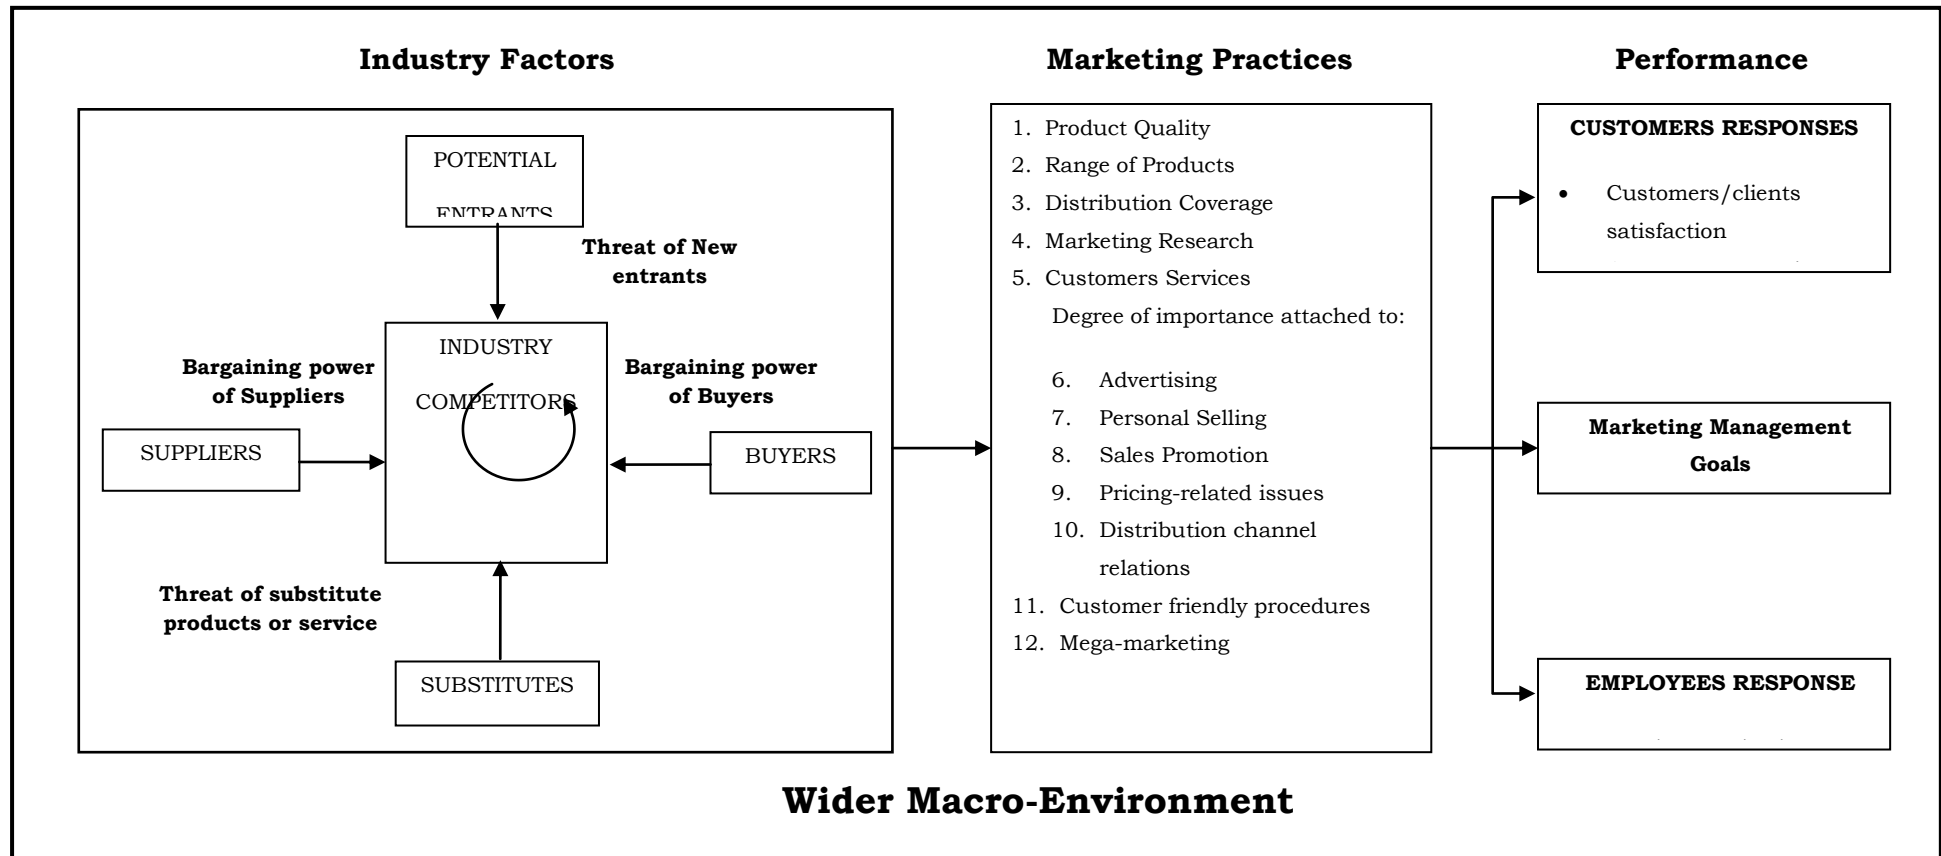 Industry Factors
Marketing Practices
Performance
POTENTIAL
ENTRANTS
Threat of New
entrants
INDUSTRY
COMPETITORS
Bargaining power
of Suppliers
Bargaining power
of Buyers
SUPPLIERS
BUYERS
Threat of substitute
products or service
SUBSTITUTES
1. Product Quality
2. Range of Products
3. Distribution Coverage
4. Marketing Research
5. Customers Services
Degree of importance attached to:
6. Advertising
7. Personal Selling
8. Sales Promotion
9. Pricing-related issues
10. Distribution channel
relations
11. Customer friendly procedures
12. Mega-marketing
CUSTOMERS RESPONSES
• Customers/clients
satisfaction
Marketing Management
Goals
EMPLOYEES RESPONSE
Wider Macro-Environment